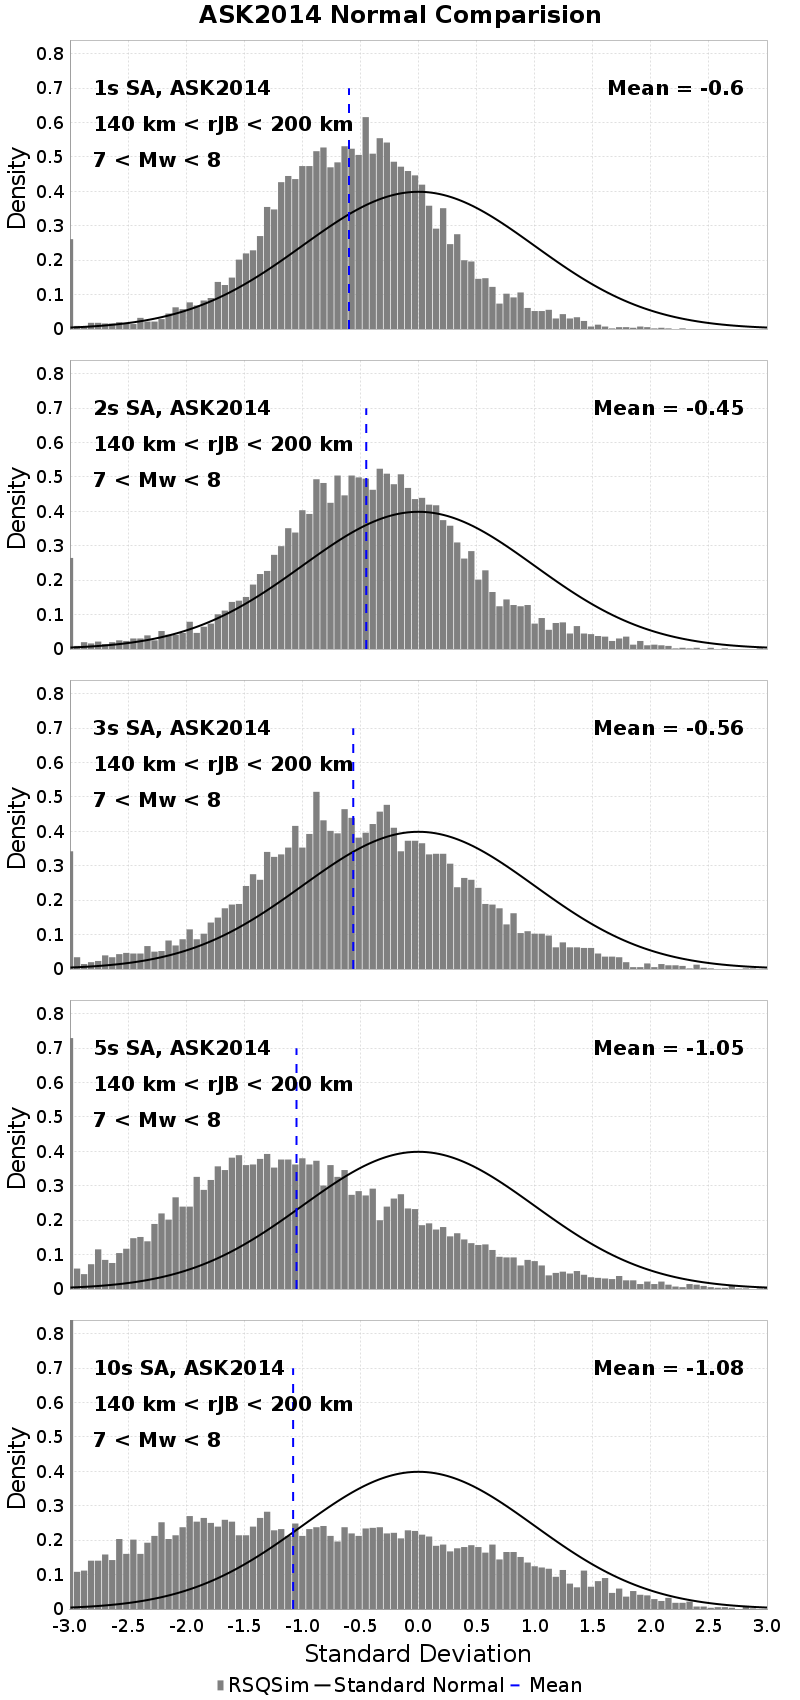 ASK2014 Normal Comparision
0.8
1s SA, ASK2014 Mean = -0.6
0.7
140 km < rJB < 200 km
0.6
7 < Mw < 8
0.5
0.4
0.3
0.2
0.1
0
Density
0.8
2s SA, ASK2014 Mean = -0.45
0.7
140 km < rJB < 200 km
0.6
7 < Mw < 8
0.5
0.4
0.3
0.2
0.1
0
Density
0.8
3s SA, ASK2014 Mean = -0.56
0.7
140 km < rJB < 200 km
0.6
7 < Mw < 8
0.5
0.4
0.3
0.2
0.1
0
Density
0.8
5s SA, ASK2014 Mean = -1.05
0.7
140 km < rJB < 200 km
0.6
7 < Mw < 8
0.5
0.4
0.3
0.2
0.1
0
Density
0.8
10s SA, ASK2014 Mean = -1.08
0.7
140 km < rJB < 200 km
0.6
7 < Mw < 8
0.5
0.4
0.3
0.2
0.1
0
Density
-3.0 -2.5 -2.0 -1.5 -1.0 -0.5 0.0 0.5 1.0 1.5 2.0 2.5 3.0
Standard Deviation
RSQSim Standard Normal Mean